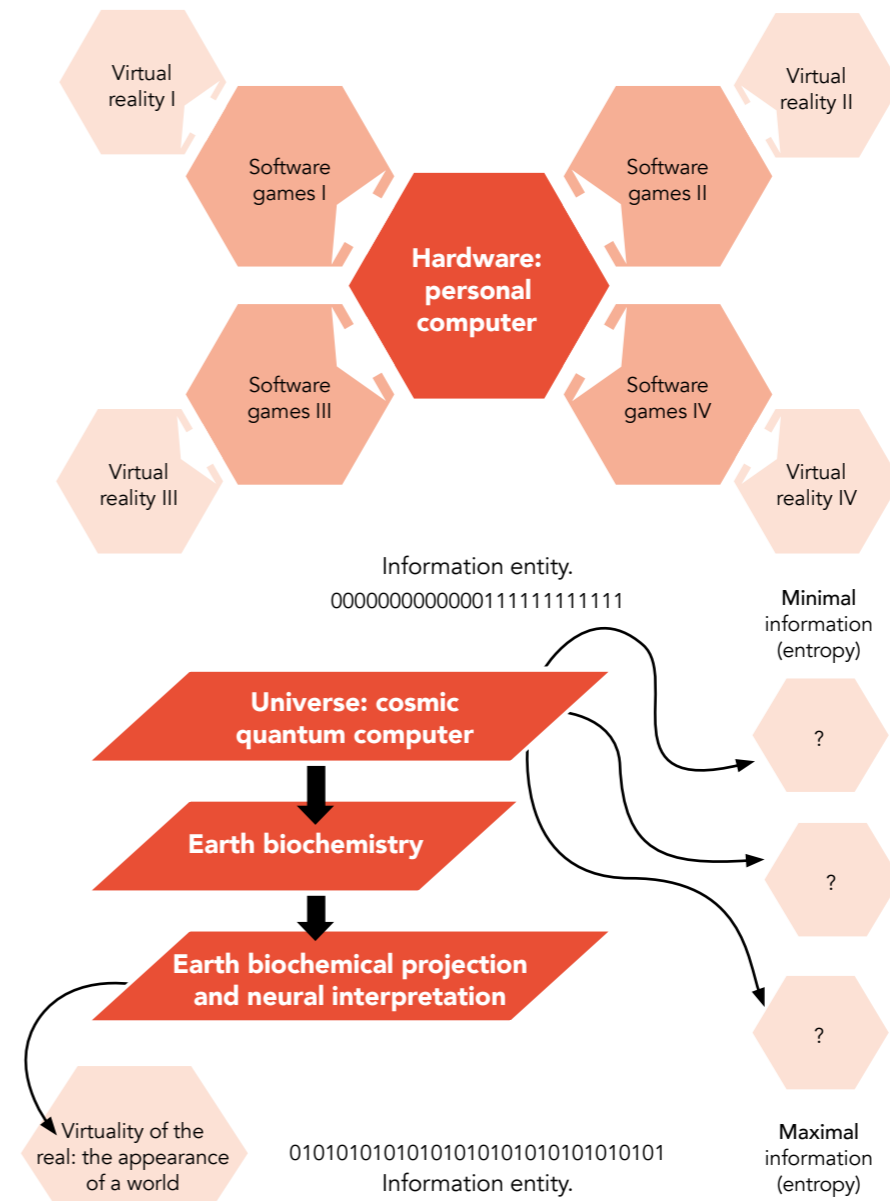 Virtual
reality I
Virtual
reality II
Software
games I
Software
games II
Hardware:
personal
computer
Software
games III
Software
games IV
Virtual
reality III
Virtual
reality IV
Information entity.
00000000000000111111111111
Minimal
information
(entropy)
Universe: cosmic
quantum computer
?
Earth biochemistry
?
Earth biochemical projection
and neural interpretation
?
Virtuality of the
real: the appearance
of a world
0101010101010101010101010101010101
Information entity.
Maximal
information
(entropy)